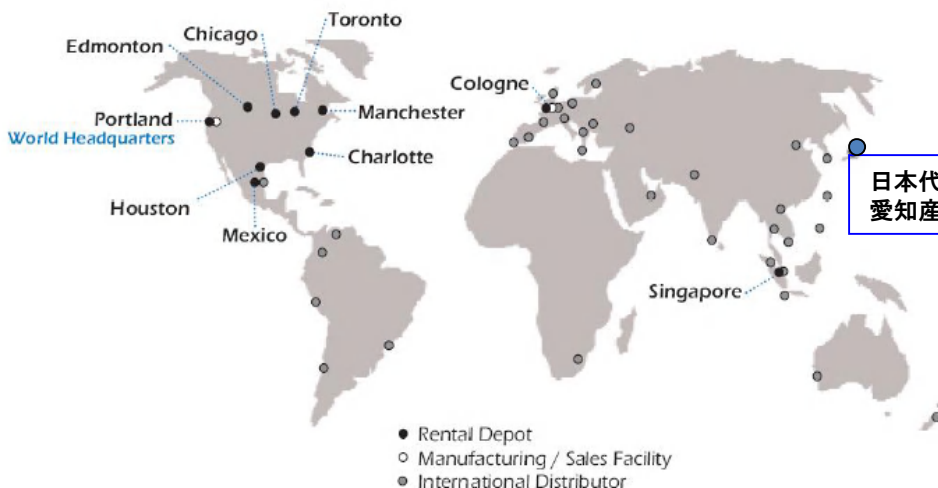 Toronto
Chicago
Edmonton
Cologne
Portland
World Headquarters
Manchester
Charlotte
Houston
Mexico
日本代
愛知産
Singapore
Rental Depot
Manufacturing / Sales Facility
International Distributor